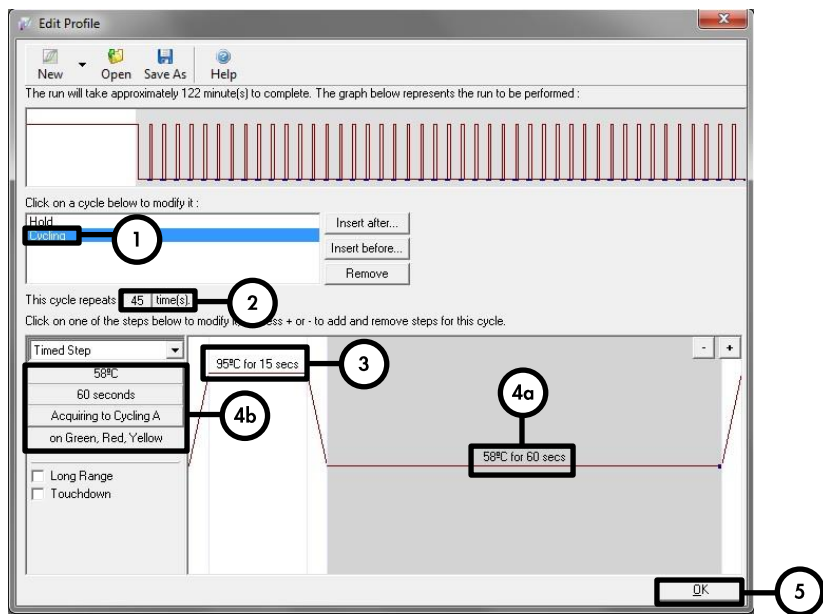 Edit Profile
New Open Save As Help
The run will take approximately 122 minute(s) to complete. The graph below represents the run to be performed :
Click on a cycle below to modify it :
Hold
Cycling
1
Insert after...
Insert before...
Remove
This cycle repeats 45 time(s).
2
Click on one of the steps below to modify it, press + or - to add and remove steps for this cycle.
Timed Step
58ºC
60 seconds
Acquiring to Cycling A
on Green, Red, Yellow
4b
Long Range
Touchdown
95ºC for 15 secs
3
- +
4a
58ºC for 60 secs
OK
5